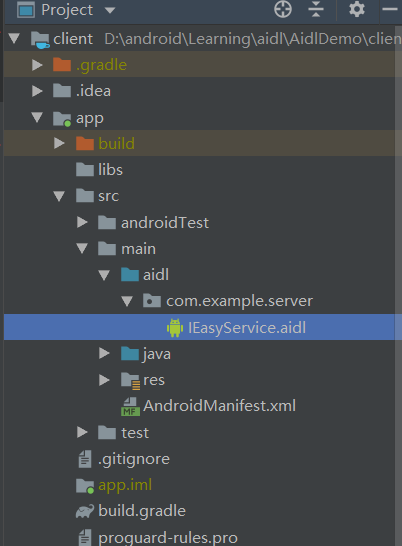 Project
client D:\android\Learning\aidl\AidlDemo\clien
.gradle
.idea
app
build
libs
src
androidTest
main
aidl
com.example.server
IEasyService.aidl
java
res
MF AndroidManifest.xml
test
.gitignore
app.iml
build.gradle
proguard-rules.pro